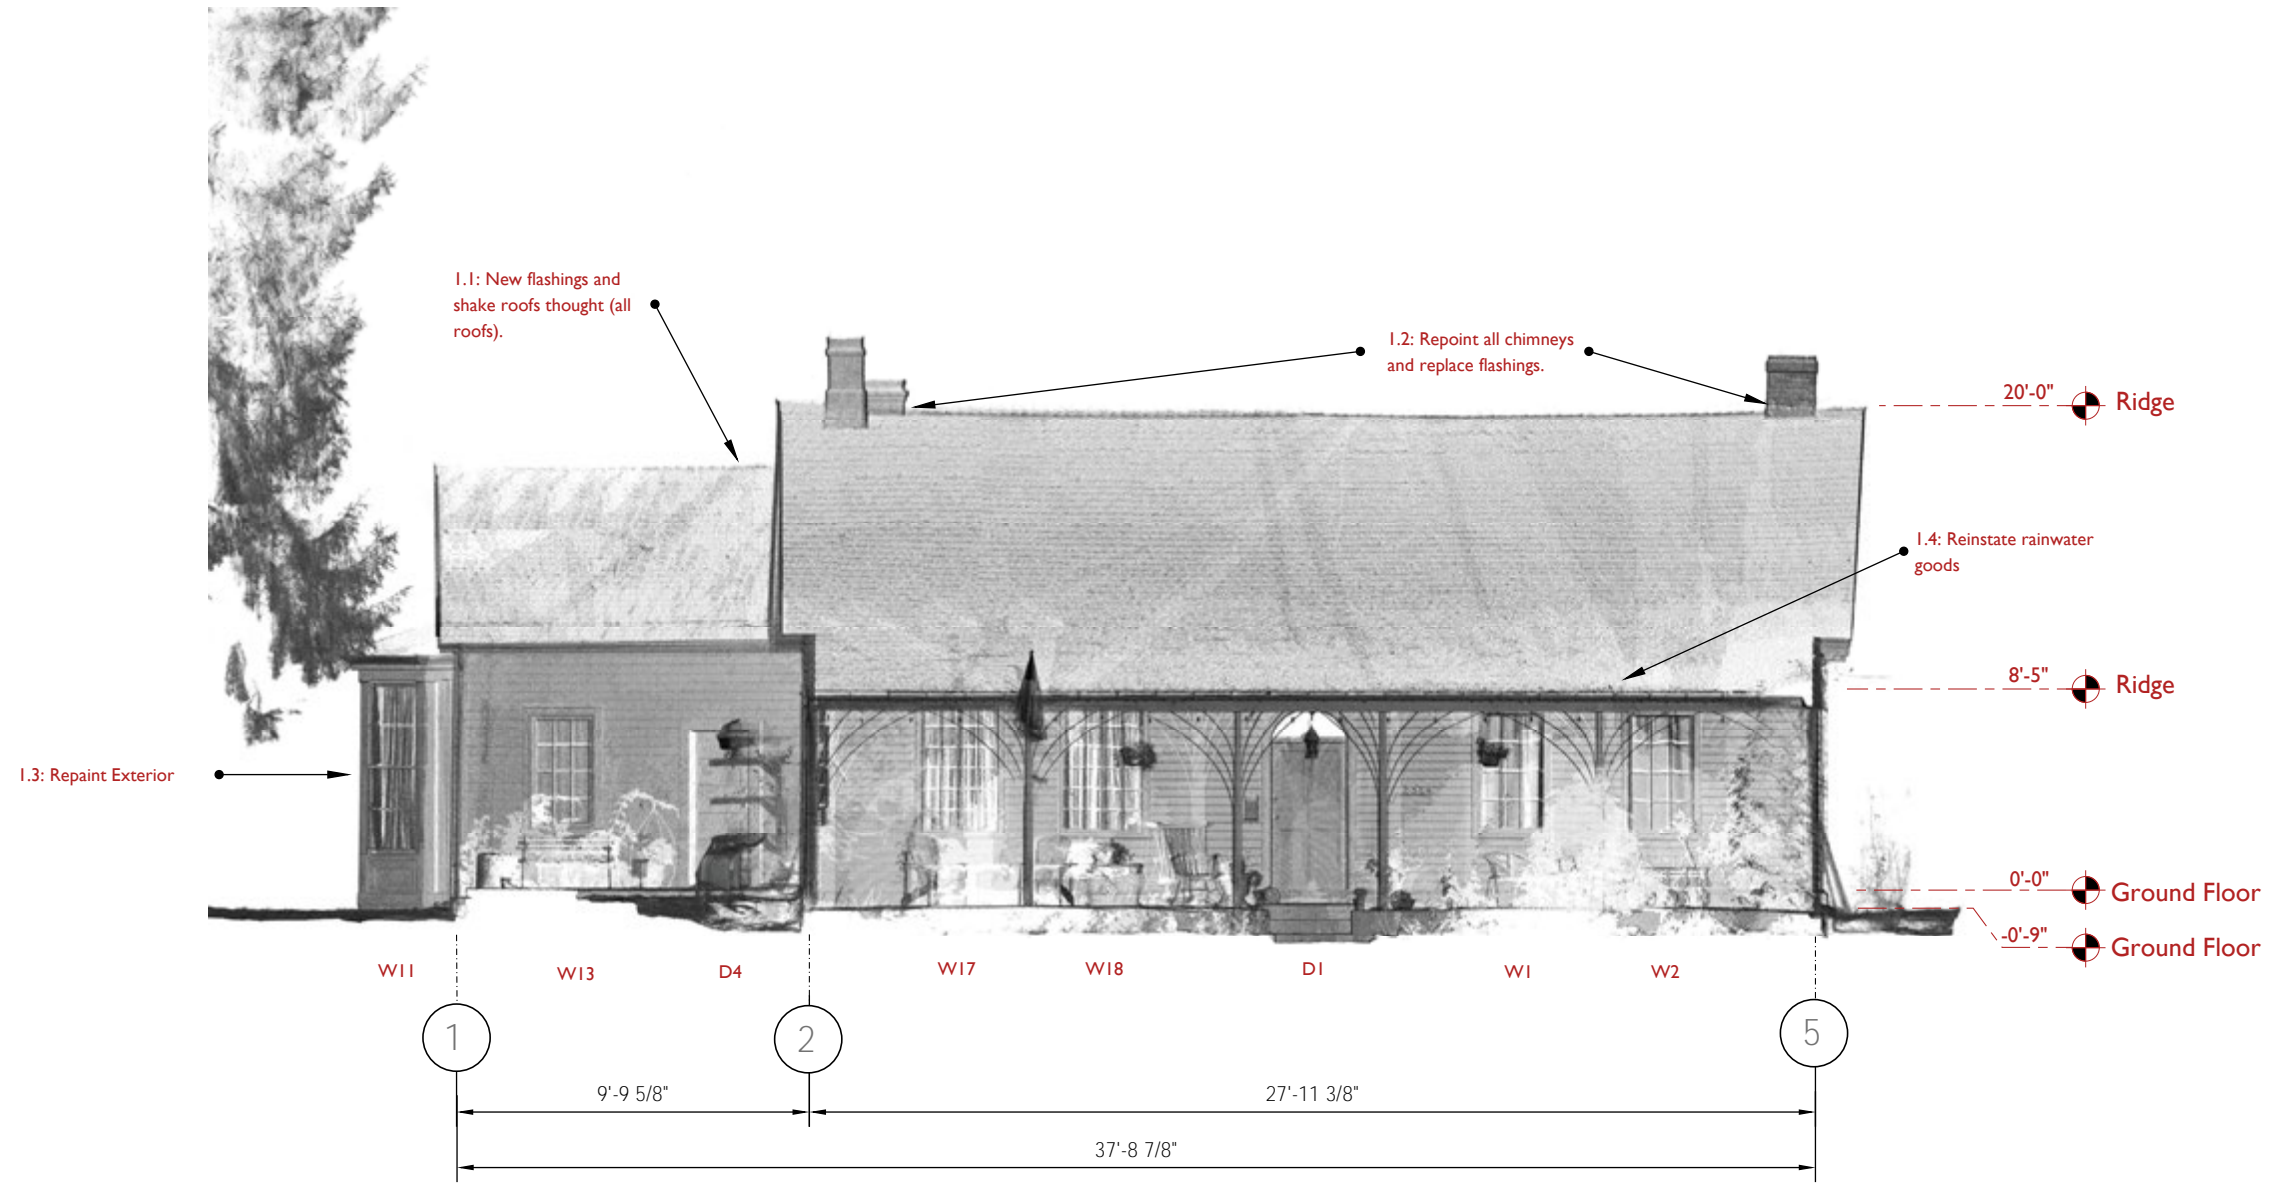 1.1: New flashings and
shake roofs thought (all
roofs).
1.2: Repoint all chimneys
and replace flashings.
20'-0" Ridge
1.4: Reinstate rainwater
goods
8'-5" Ridge
1.3: Repaint Exterior
0'-0" Ground Floor
-0'-9" Ground Floor
W11 W13 D4 W17 W18 D1 W1 W2
1 2 5
9'-9 5/8" 27'-11 3/8"
37'-8 7/8"